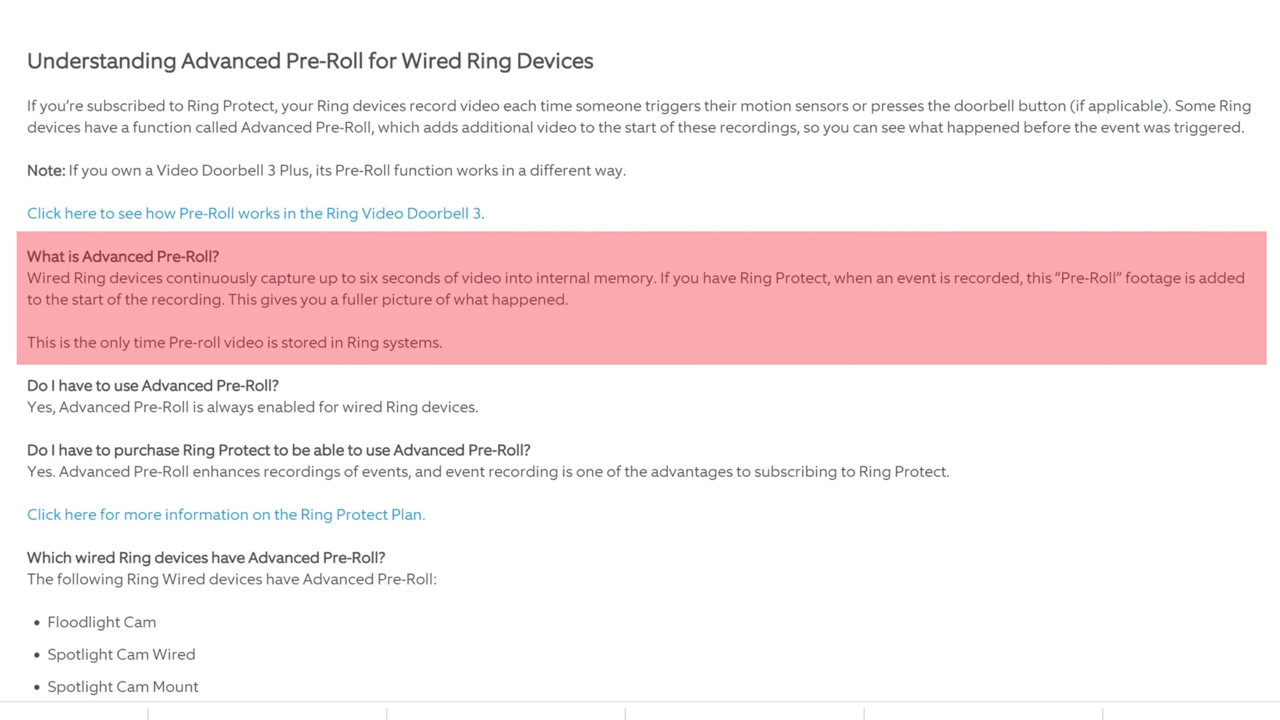 Understanding Advanced Pre-Roll for Wired Ring Devices
If you’re subscribed to Ring Protect, your Ring devices record video each time someone triggers their motion sensors or presses the doorbell button (if applicable). Some Ring
devices have a function called Advanced Pre-Roll, which adds additional video to the start of these recordings, so you can see what happened before the event was triggered.
Note: If you own a Video Doorbell 3 Plus, its Pre-Roll function works in a different way.
Click here to see how Pre-Roll works in the Ring Video Doorbell 3.
What is Advanced Pre-Roll?
Wired Ring devices continuously capture up to six seconds of video into internal memory. If you have Ring Protect, when an event is recorded, this “Pre-Roll” footage is added
to the start of the recording. This gives you a fuller picture of what happened.
This is the only time Pre-roll video is stored in Ring systems.
Do I have to use Advanced Pre-Roll?
Yes, Advanced Pre-Roll is always enabled for wired Ring devices.
Do I have to purchase Ring Protect to be able to use Advanced Pre-Roll?
Yes. Advanced Pre-Roll enhances recordings of events, and event recording is one of the advantages to subscribing to Ring Protect.
Click here for more information on the Ring Protect Plan.
Which wired Ring devices have Advanced Pre-Roll?
The following Ring Wired devices have Advanced Pre-Roll:
• Floodlight Cam
• Spotlight Cam Wired
• Spotlight Cam Mount